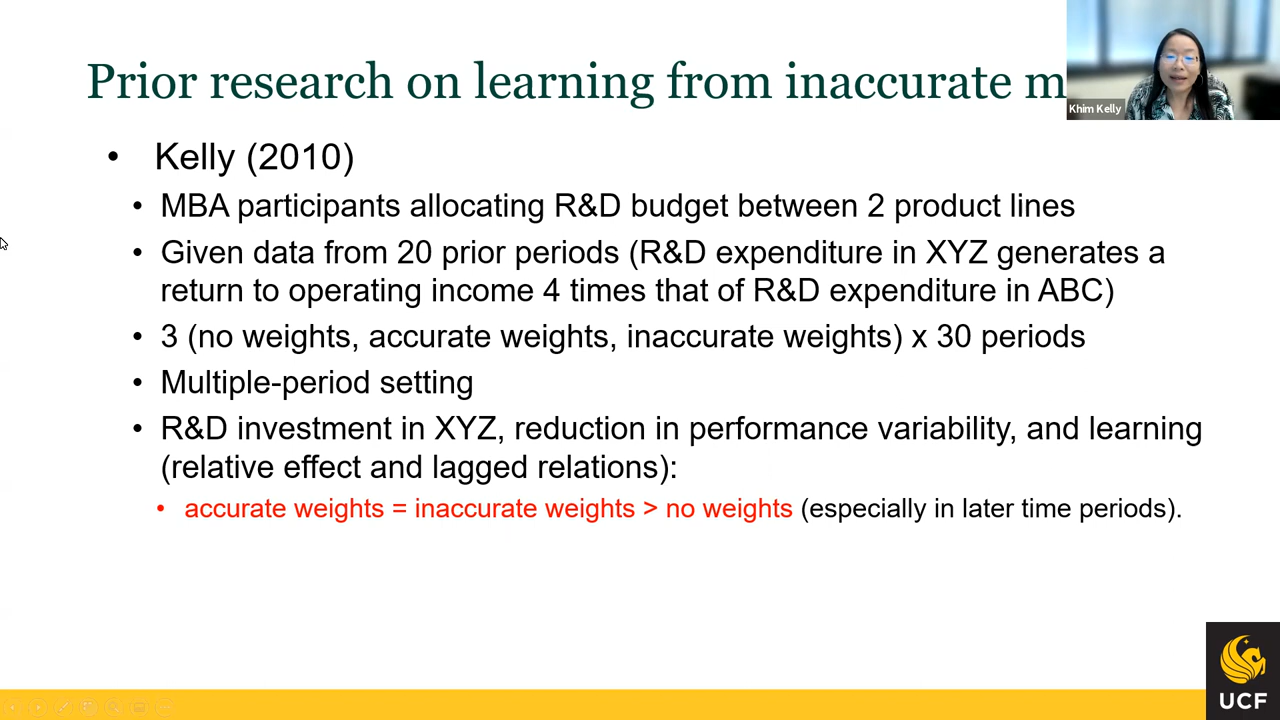 Prior research on learning from inaccurate m
Khim Kelly
• Kelly (2010)
• MBA participants allocating R&D budget between 2 product lines
• Given data from 20 prior periods (R&D expenditure in XYZ generates a
return to operating income 4 times that of R&D expenditure in ABC)
• 3 (no weights, accurate weights, inaccurate weights) x 30 periods
• Multiple-period setting
• R&D investment in XYZ, reduction in performance variability, and learning
(relative effect and lagged relations):
• accurate weights = inaccurate weights > no weights (especially in later time periods).
UCF